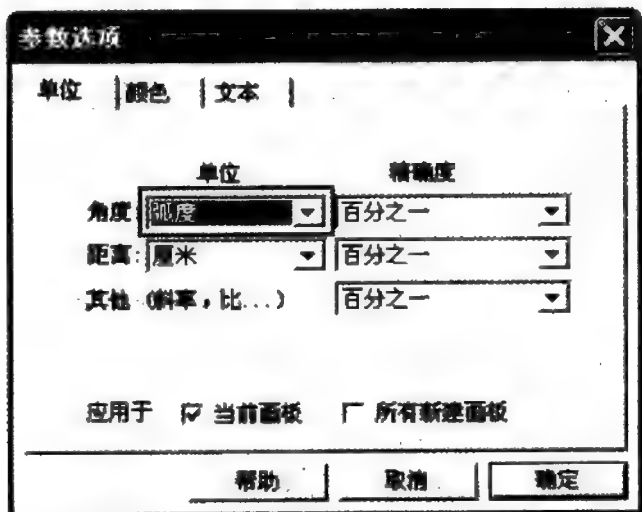 参数选项
单位 颜色 文本
单位 精确度
角度 弧度 百分之一
距离: 厘米 百分之一
其他 (斜率, 比...) 百分之一
应用于 当前画板 所有新建画板
帮助 取消 确定